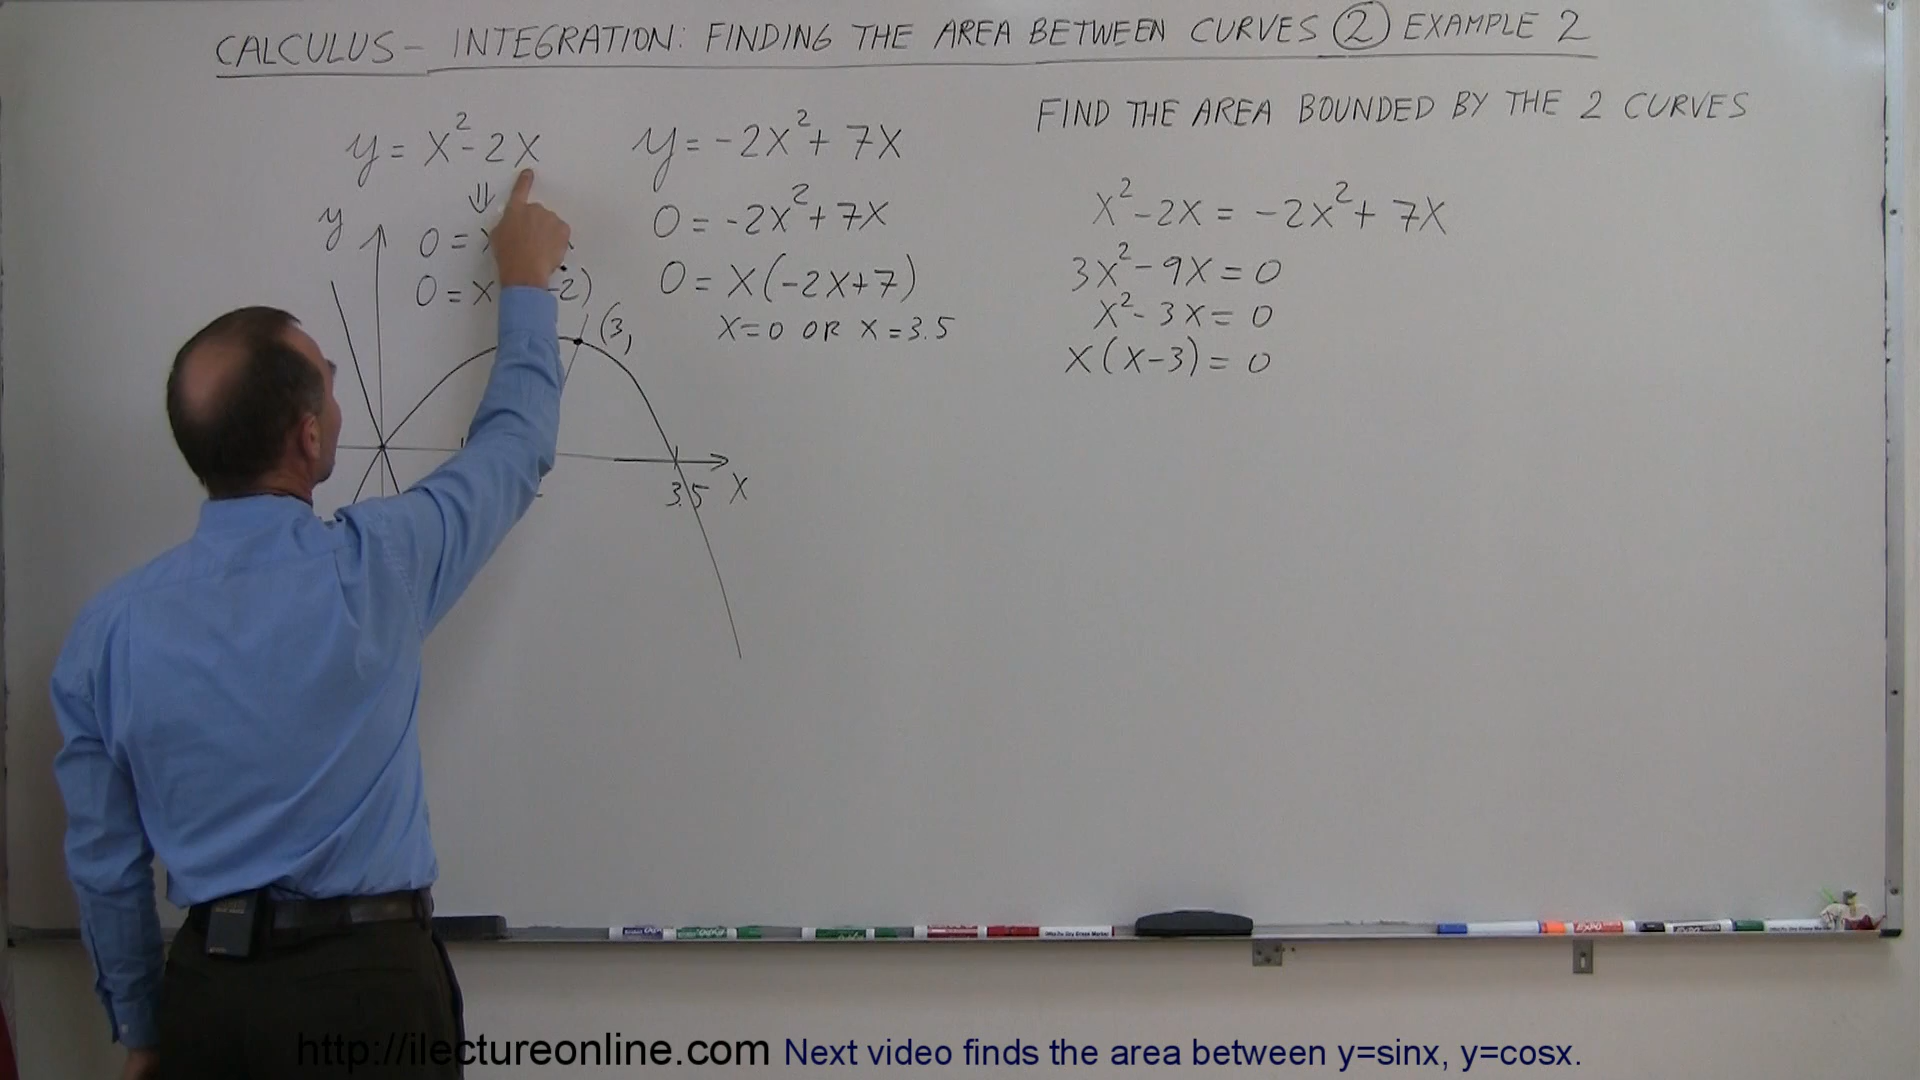 CALCULUS - INTEGRATION: FINDING THE AREA BETWEEN CURVES ② EXAMPLE 2
FIND THE AREA BOUNDED BY THE 2 CURVES
y = x² - 2x
⇓
0 =
0 = x -2)
y = -2x² + 7x
0 = -2x² + 7x
0 = x(-2x+7)
x=0 OR x=3.5
x² - 2x = -2x² + 7x
3x² - 9x = 0
x² - 3x = 0
x(x-3) = 0
y
(3,
3.5
x
http://ilectureonline.com Next video finds the area between y=sinx, y=cosx.